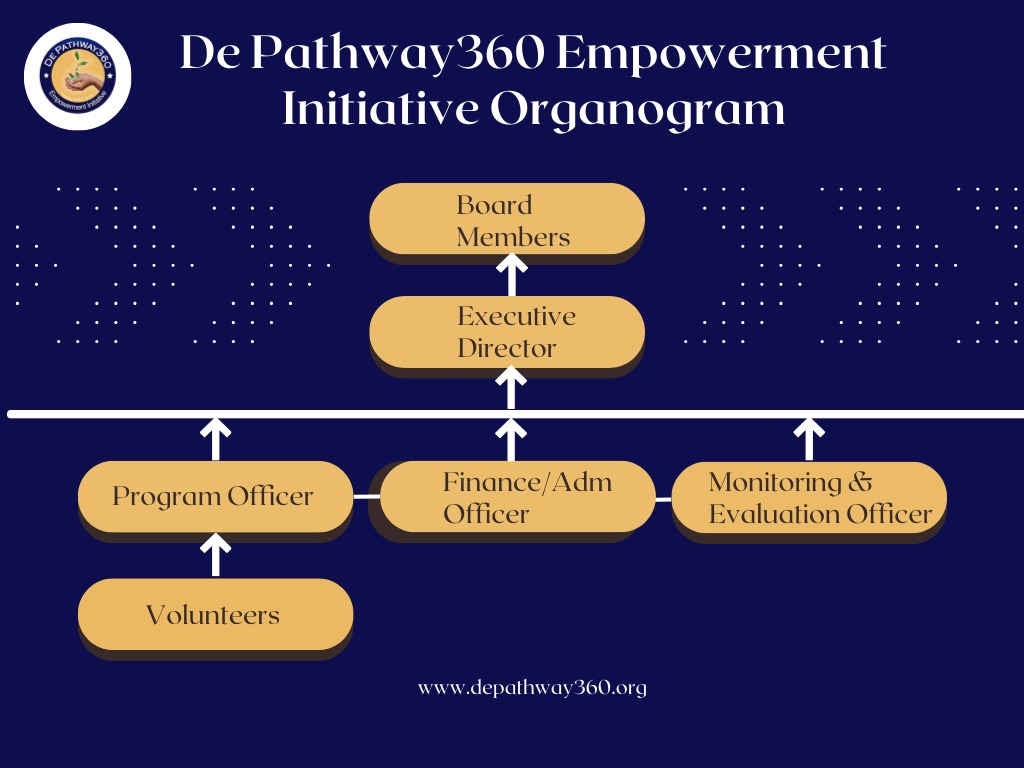 DE PATHWAY360
Empowerment Initiative
De Pathway360 Empowerment
Initiative Organogram
Board
Members
Executive
Director
Program Officer
Finance/Adm
Officer
Monitoring &
Evaluation Officer
Volunteers
www.depathway360.org